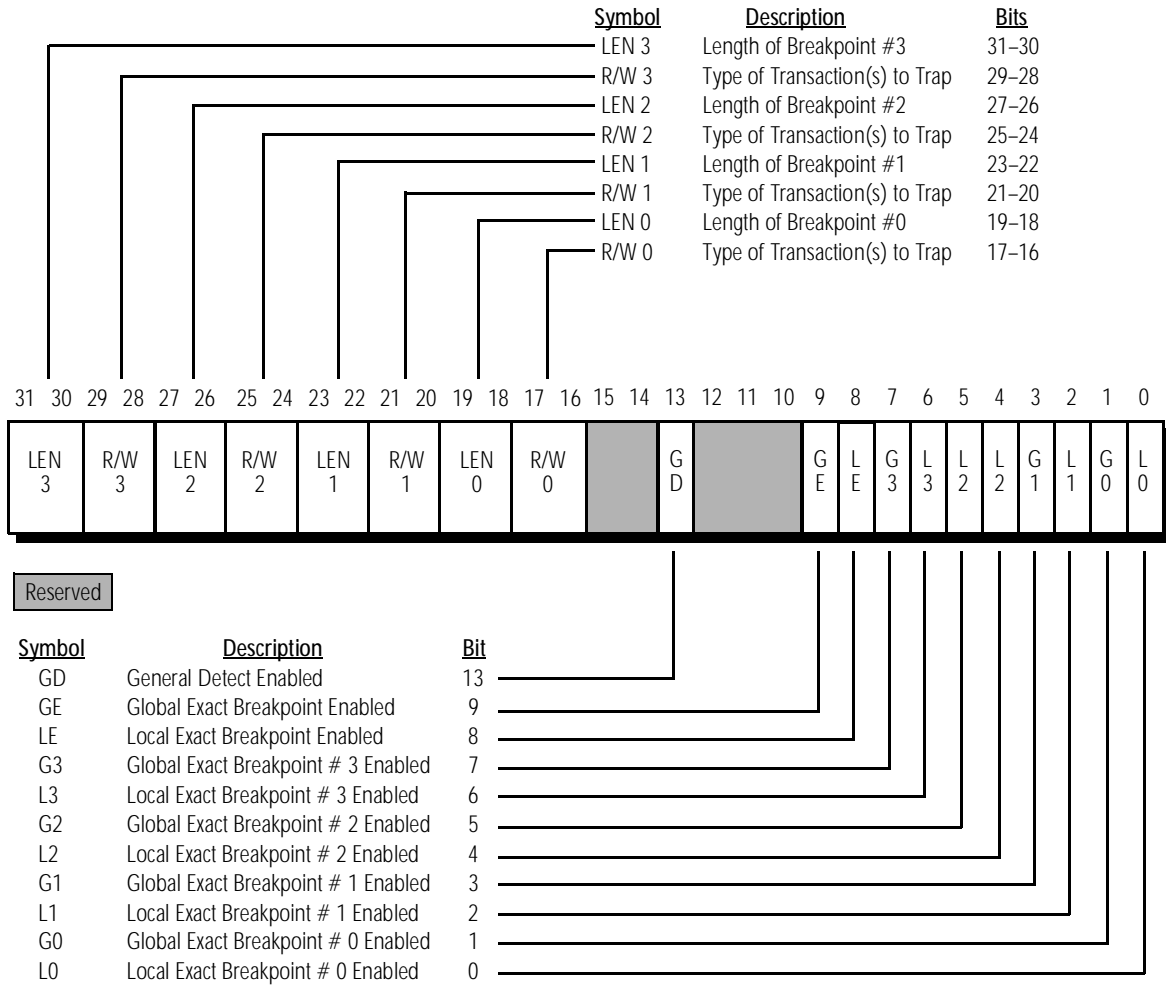 Symbol Description Bits
LEN 3 Length of Breakpoint #3 31–30
R/W 3 Type of Transaction(s) to Trap 29–28
LEN 2 Length of Breakpoint #2 27–26
R/W 2 Type of Transaction(s) to Trap 25–24
LEN 1 Length of Breakpoint #1 23–22
R/W 1 Type of Transaction(s) to Trap 21–20
LEN 0 Length of Breakpoint #0 19–18
R/W 0 Type of Transaction(s) to Trap 17–16
31 30 29 28 27 26 25 24 23 22 21 20 19 18 17 16 15 14 13 12 11 10 9 8 7 6 5 4 3 2 1 0
LEN R/W LEN R/W LEN R/W LEN R/W G G L G L L L G L G L
3 3 2 2 1 1 0 0 D E E 3 3 2 2 1 1 0 0
Reserved
Symbol Description Bit
GD General Detect Enabled 13
GE Global Exact Breakpoint Enabled 9
LE Local Exact Breakpoint Enabled 8
G3 Global Exact Breakpoint # 3 Enabled 7
L3 Local Exact Breakpoint # 3 Enabled 6
G2 Global Exact Breakpoint # 2 Enabled 5
L2 Local Exact Breakpoint # 2 Enabled 4
G1 Global Exact Breakpoint # 1 Enabled 3
L1 Local Exact Breakpoint # 1 Enabled 2
G0 Global Exact Breakpoint # 0 Enabled 1
L0 Local Exact Breakpoint # 0 Enabled 0